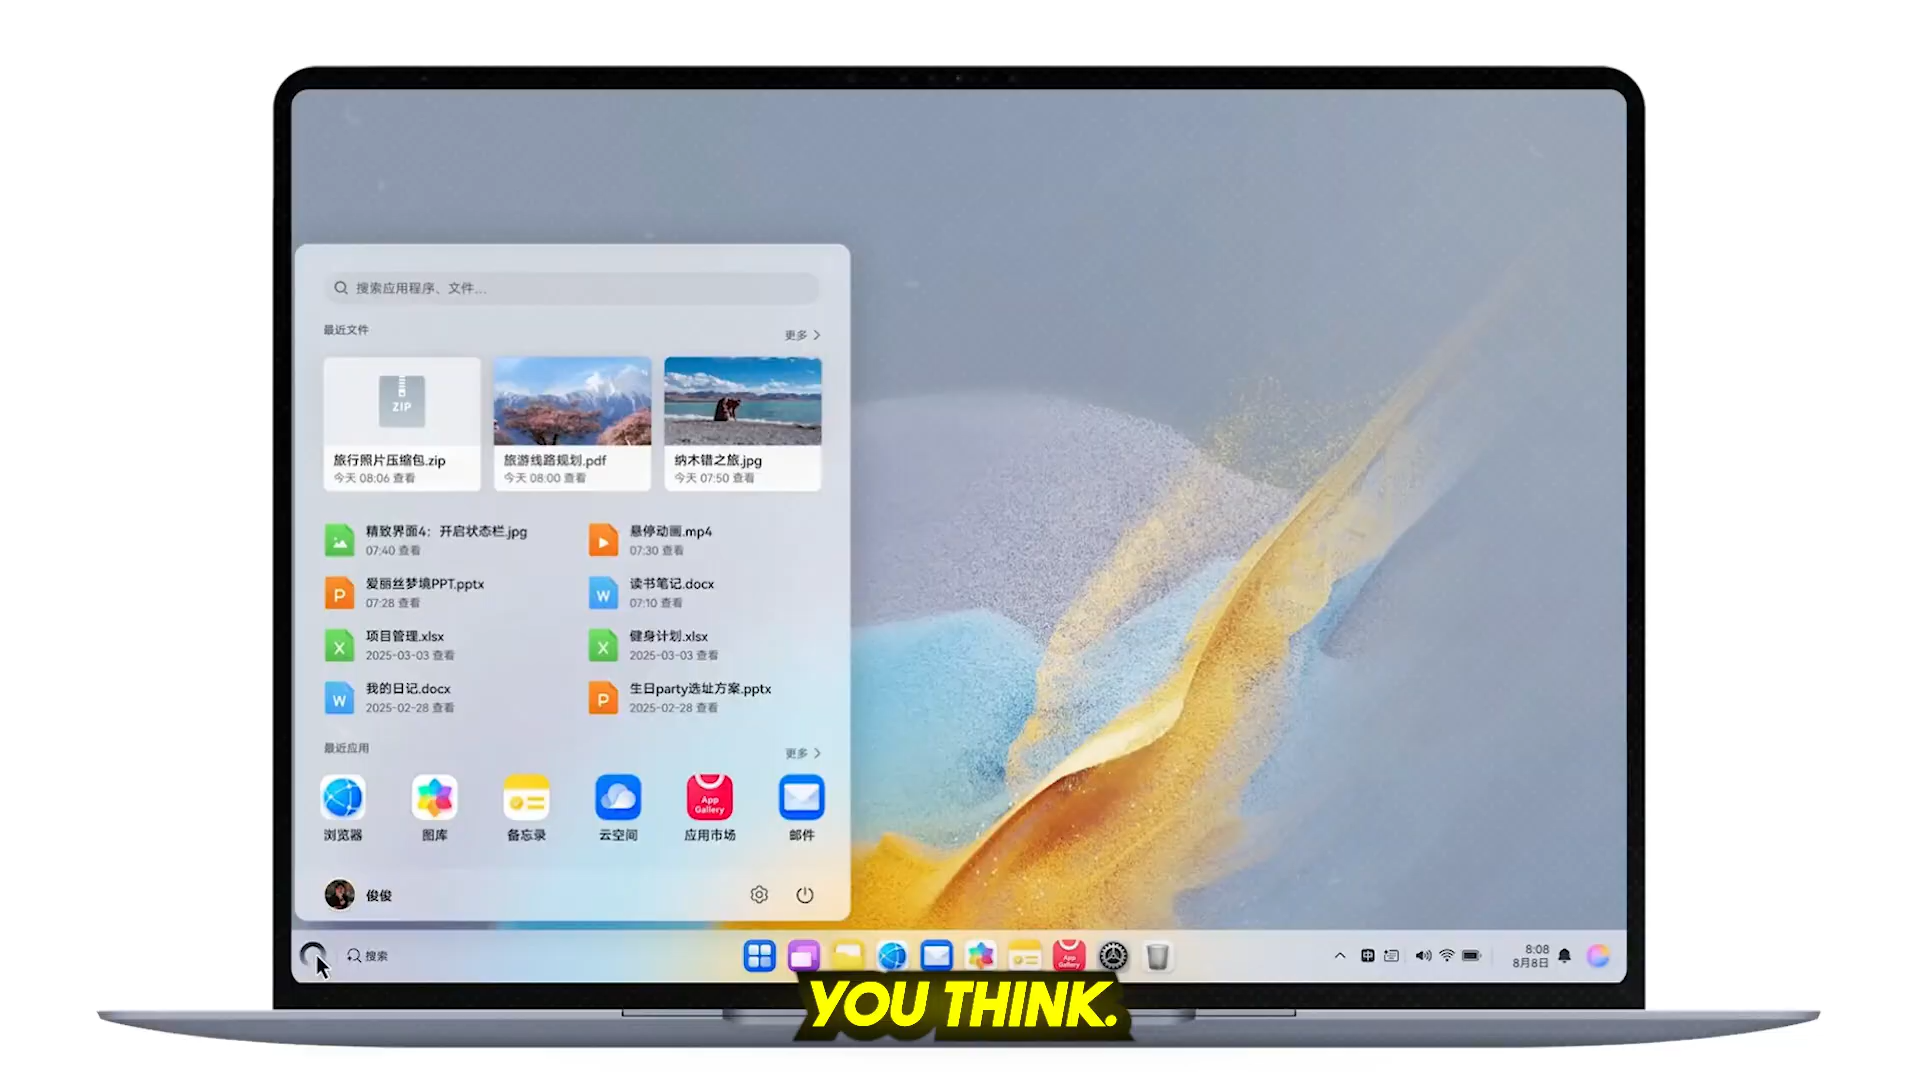 搜索应用程序、文件...
最近文件
更多
ZIP
旅行照片压缩包.zip
今天 08:06 查看
旅游线路规划.pdf
今天 08:00 查看
纳木错之旅.jpg
今天 07:50 查看
精致界面4：开启状态栏.jpg
07:40 查看
悬停动画.mp4
07:30 查看
P
爱丽丝梦境PPT.pptx
07:28 查看
W
读书笔记.docx
07:10 查看
X
项目管理.xlsx
2025-03-03 查看
X
健身计划.xlsx
2025-03-03 查看
W
我的日记.docx
2025-02-28 查看
P
生日party选址方案.pptx
2025-02-28 查看
最近应用
更多
App
Gallery
浏览器
图库
备忘录
云空间
应用市场
邮件
俊俊
搜索
App
Gallery
中
8:08
8月8日
YOU THINK.